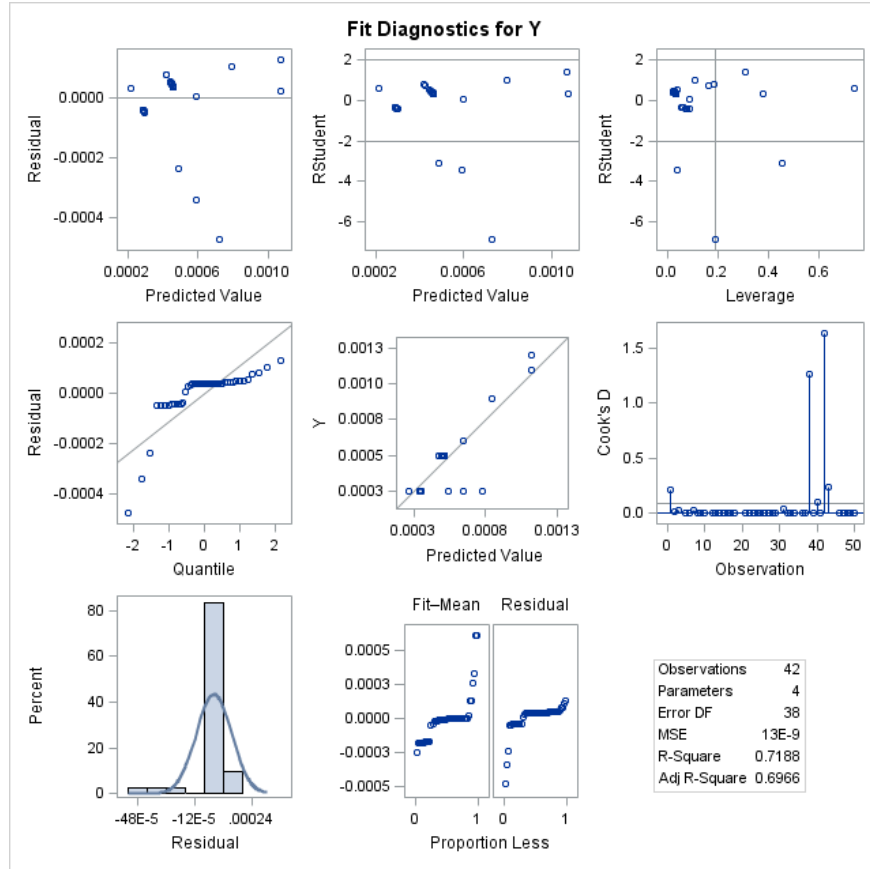 Fit Diagnostics for Y
Residual
0.0000
-0.0002
-0.0004
0.0002 0.0006 0.0010
Predicted Value
RStudent
2
0
-2
-4
-6
0.0002 0.0006 0.0010
Predicted Value
RStudent
2
0
-2
-4
-6
0.0 0.2 0.4 0.6
Leverage
Residual
0.0002
0.0000
-0.0002
-0.0004
-2 -1 0 1 2
Quantile
Y
0.0013
0.0010
0.0008
0.0005
0.0003
0.0003 0.0008 0.0013
Predicted Value
Cook's D
1.5
1.0
0.5
0.0
0 10 20 30 40 50
Observation
Percent
80
60
40
20
0
-48E-5 -12E-5 .00024
Residual
Fit–Mean Residual
0.0005
0.0003
0.0000
-0.0003
-0.0005
0 1 0 1
Proportion Less
Observations 42
Parameters 4
Error DF 38
MSE 13E-9
R-Square 0.7188
Adj R-Square 0.6966